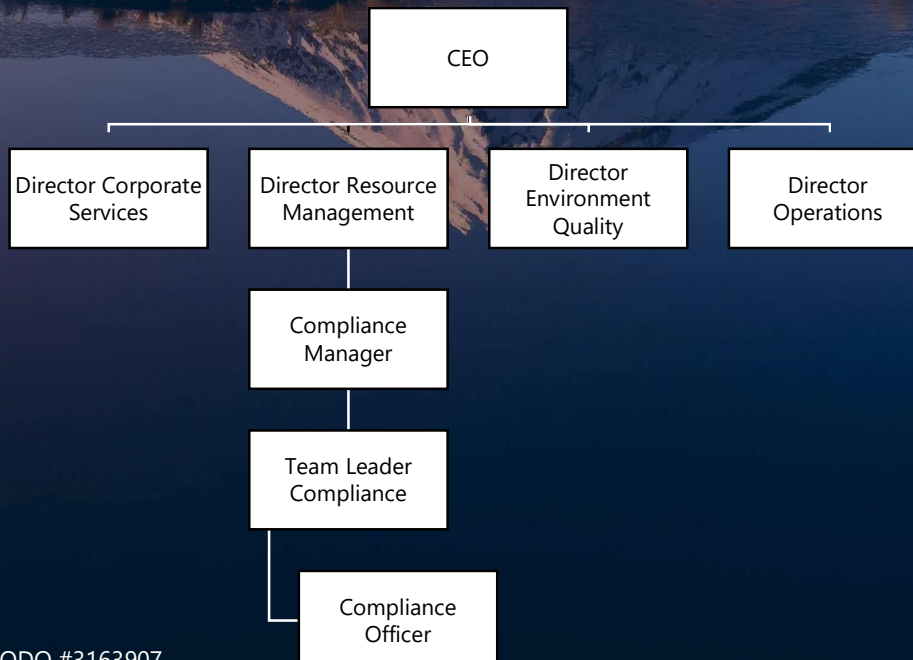 CEO
Director Corporate
Services
Director Resource
Management
Director
Environment
Quality
Director
Operations
Compliance
Manager
Team Leader
Compliance
Compliance
Officer
#3163907